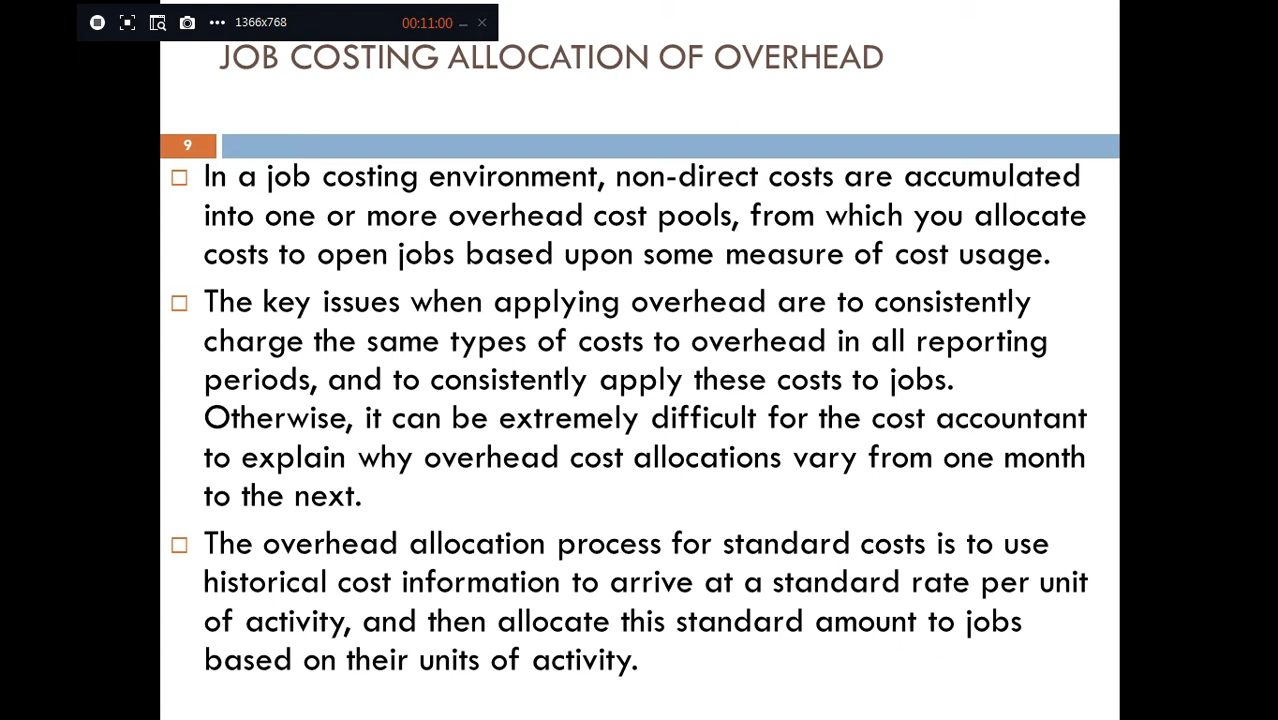 1366x768
00:11:00
JOB COSTING ALLOCATION OF OVERHEAD
9
In a job costing environment, non-direct costs are accumulated
into one or more overhead cost pools, from which you allocate
costs to open jobs based upon some measure of cost usage.
The key issues when applying overhead are to consistently
charge the same types of costs to overhead in all reporting
periods, and to consistently apply these costs to jobs.
Otherwise, it can be extremely difficult for the cost accountant
to explain why overhead cost allocations vary from one month
to the next.
The overhead allocation process for standard costs is to use
historical cost information to arrive at a standard rate per unit
of activity, and then allocate this standard amount to jobs
based on their units of activity.